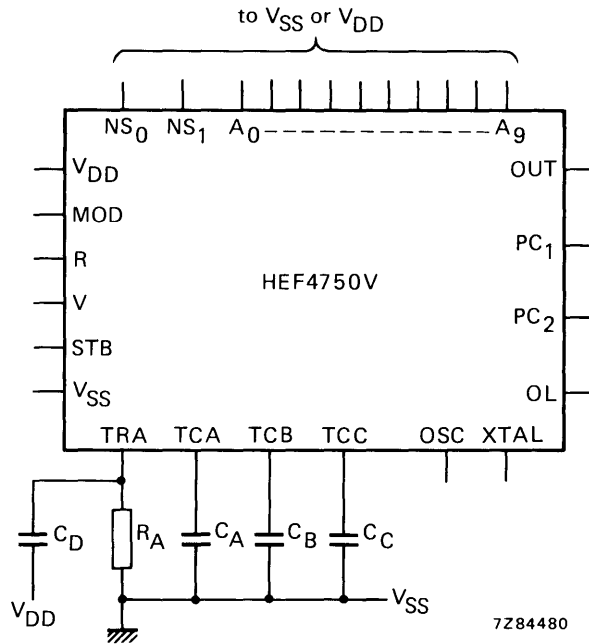 to VSS or VDD
NS0 NS1 A0 A9
VDD OUT
MOD
R PC1
HEF4750V
V
PC2
STB
VSS OL
TRA TCA TCB TCC OSC XTAL
CD RA CA CB CC
VDD VSS
7Z84480